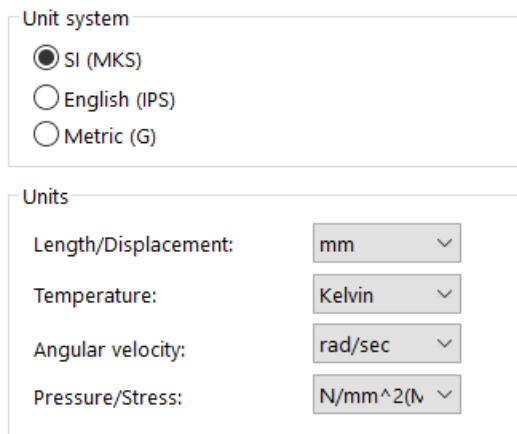 Unit system
SI (MKS)
English (IPS)
Metric (G)
Units
Length/Displacement: mm
Temperature: Kelvin
Angular velocity: rad/sec
Pressure/Stress: N/mm^2(M